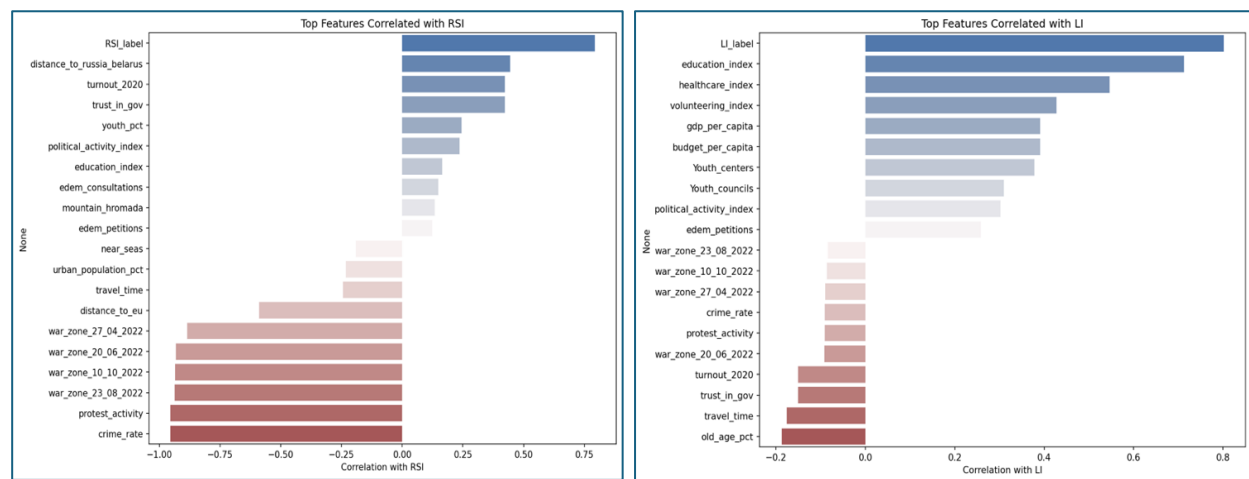 Top Features Correlated with RSI
RSI_label
distance_to_russia_belarus
turnout_2020
trust_in_gov
youth_pct
political_activity_index
education_index
edem_consultations
mountain_hromada
edem_petitions
near_seas
urban_population_pct
travel_time
distance_to_eu
war_zone_27_04_2022
war_zone_20_06_2022
war_zone_10_10_2022
war_zone_23_08_2022
protest_activity
crime_rate
None
−1.00 −0.75 −0.50 −0.25 0.00 0.25 0.50 0.75
Correlation with RSI
Top Features Correlated with LI
LI_label
education_index
healthcare_index
volunteering_index
gdp_per_capita
budget_per_capita
Youth_centers
Youth_councils
political_activity_index
edem_petitions
war_zone_23_08_2022
war_zone_10_10_2022
war_zone_27_04_2022
crime_rate
protest_activity
war_zone_20_06_2022
turnout_2020
trust_in_gov
travel_time
old_age_pct
None
−0.2 0.0 0.2 0.4 0.6 0.8
Correlation with LI